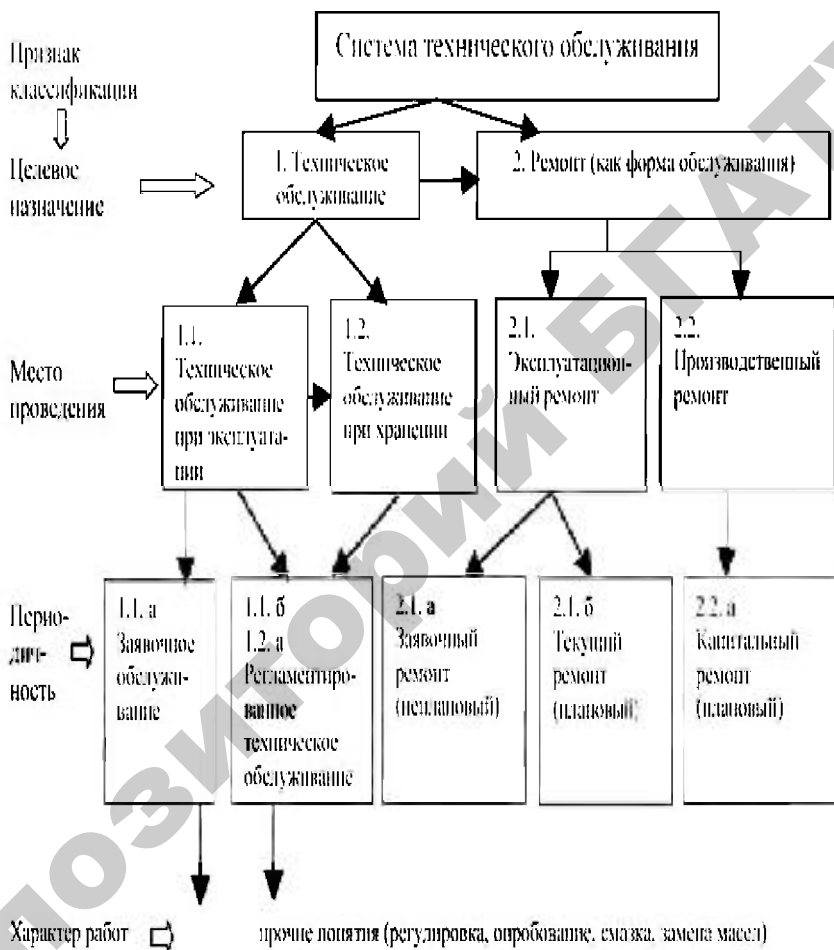 Система технического обслуживания
Признак
классификации
Целевое
назначение
1. Техническое
обслуживание
2. Ремонт (как форма обслуживания)
Место
проведения
1.1.
Техническое
обслуживание
при эксплуата-
нии
1.2.
Техническое
обслуживание
при хранении
2.1.
Эксплуатацион-
ный ремонт
2.2.
Производственный
ремонт
Перио-
дич-
ность
1.1. а
Заявочное
обслужи-
вание
1.1. б
1.2. а
Регламентиро-
ванное
техническое
обслуживание
2.1. а
Заявочный
ремонт
(неплановый)
2.1. б
Текущий
ремонт
(плановый)
2.2. а
Капитальный
ремонт
(плановый)
Характер работ
прочие понятия (регулировка, опробование, смазка, замена масел)
позиторий БГАТУ